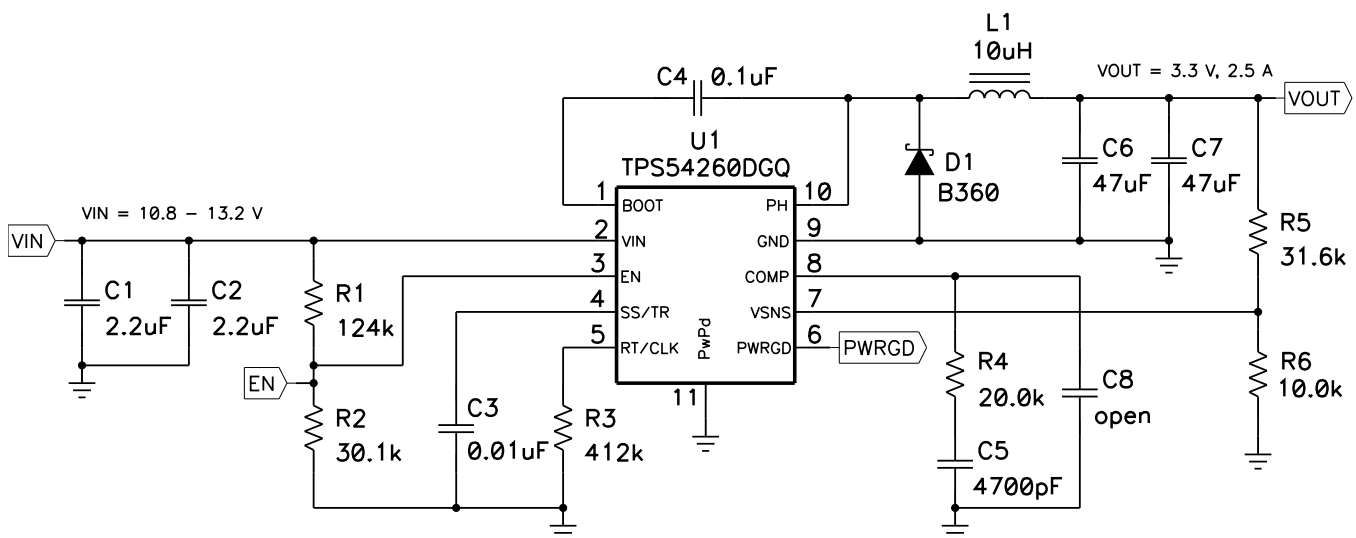 L1
10uH
C4 0.1uF
VOUT = 3.3 V, 2.5 A
VOUT
U1
TPS54260DGQ
D1
B360
C6
47uF
C7
47uF
1 BOOT
PH 10
VIN = 10.8 – 13.2 V
VIN
2 VIN
GND 9
3 EN
COMP 8
R5
31.6k
C1
2.2uF
C2
2.2uF
R1
124k
4 SS/TR
VSNS 7
5 RT/CLK
PwPd
PWRGD 6
PWRGD
EN
11
R4
20.0k
C8
open
R6
10.0k
R2
30.1k
C3
0.01uF
R3
412k
C5
4700pF